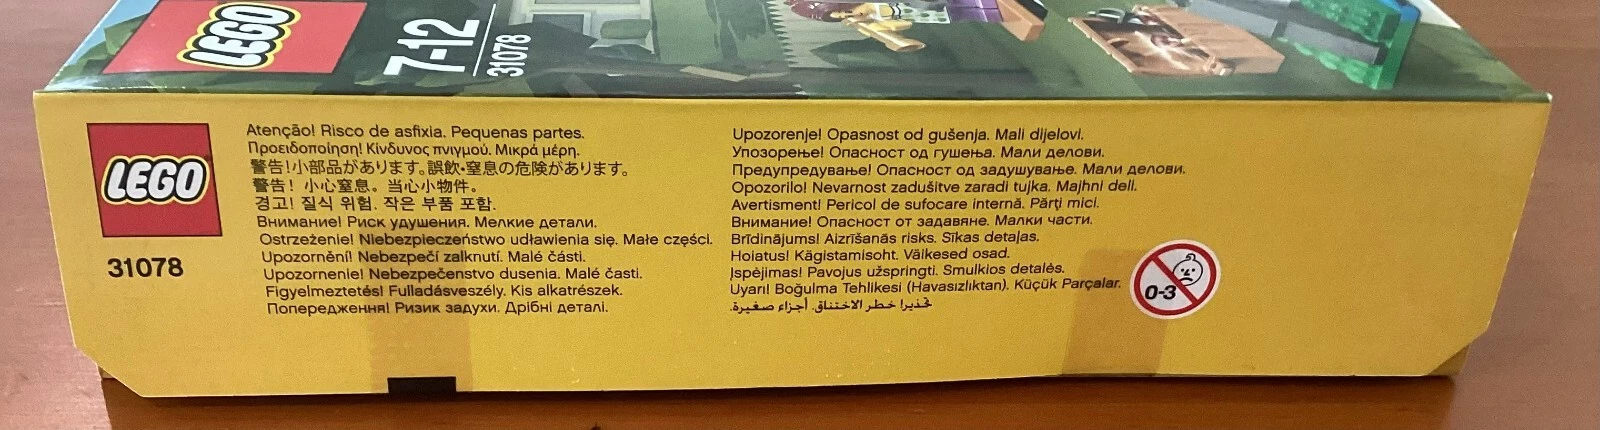 LEGO
7-12
31078
LEGO
31078
Atenção! Risco de asfixia. Pequenas partes.
Προειδοποίηση! Κίνδυνος πνιγμού. Μικρά μέρη.
警告!小部品があります。誤飲・窒息の危険があります。
警告！小心窒息。当心小物件。
경고! 질식 위험. 작은 부품 포함.
Внимание! Риск удушения. Мелкие детали.
Ostrzeżenie! Niebezpieczeństwo udławienia się. Małe części.
Upozornění! Nebezpečí zalknutí. Malé části.
Upozornenie! Nebezpečenstvo dusenia. Malé časti.
Figyelmeztetés! Fulladásveszély. Kis alkatrészek.
Попередження! Ризик задухи. Дрібні деталі.
Upozorenje! Opasnost od gušenja. Mali dijelovi.
Упозорење! Опасност од гушења. Мали делови.
Предупредување! Опасност од задушување. Мали делови.
Opozorilo! Nevarnost zadušitve zaradi tujka. Majhni deli.
Avertisment! Pericol de sufocare internă. Părţi mici.
Внимание! Опасност от задавяне. Малки части.
Brīdinājums! Aizrīšanās risks. Sīkas detaļas.
Hoiatus! Kägistamisoht. Väikesed osad.
Įspėjimas! Pavojus užspringti. Smulkios detalės.
Uyarı! Boğulma Tehlikesi (Havasızlıktan). Küçük Parçalar.
تحذير! خطر الاختناق. أجزاء صغيرة.
0-3